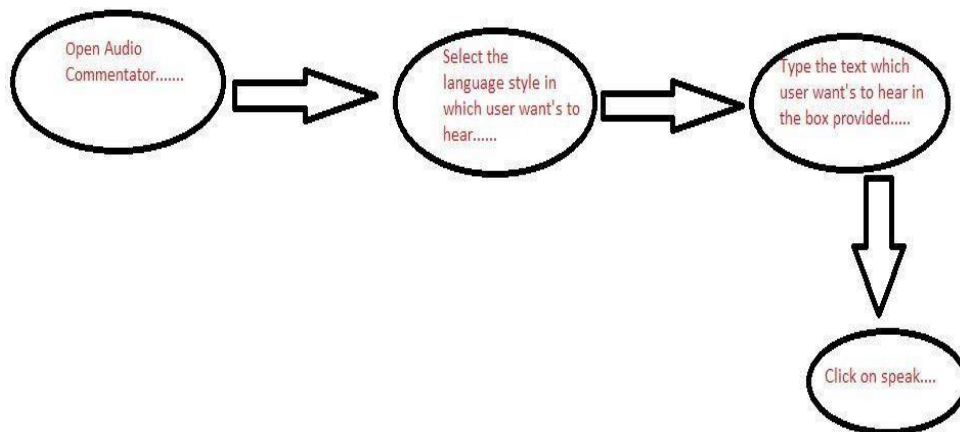 Open Audio
Commentator.......
Select the
language style in
which user want's to
hear......
Type the text which
user want's to hear in
the box provided.....
Click on speak....